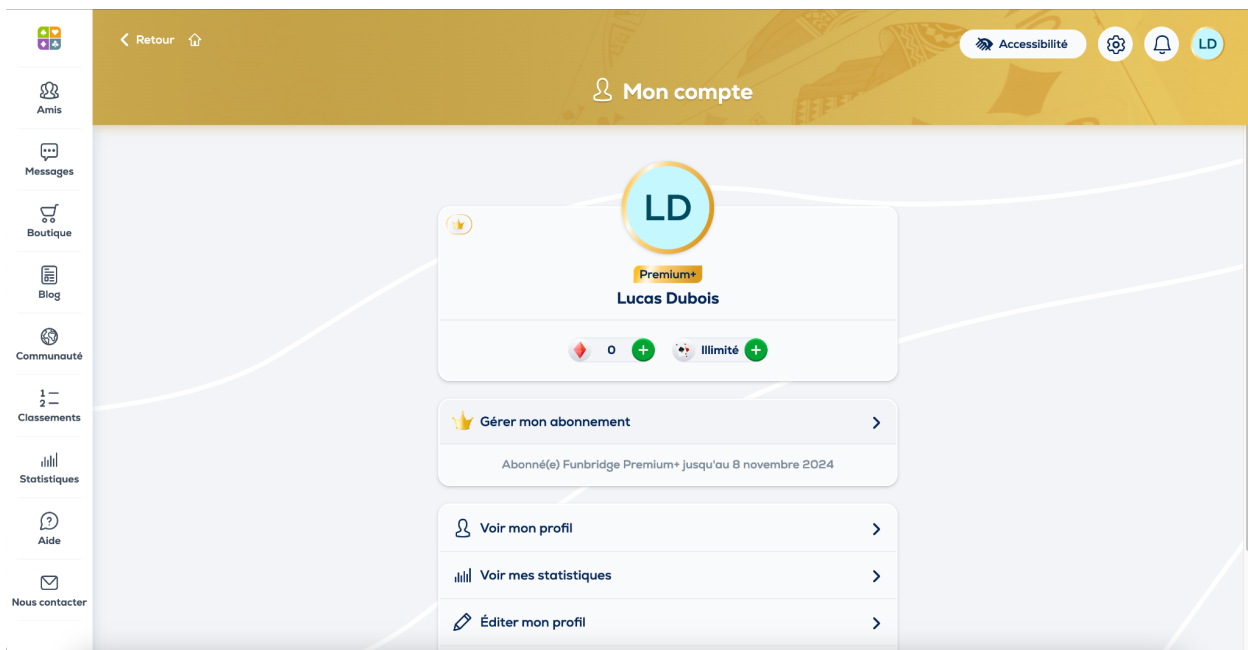 Retour
Accessibilité
LD
Mon compte
Amis
Messages
Boutique
Blog
Communauté
1
2
Classements
Statistiques
Aide
Nous contacter
LD
Premium+
Lucas Dubois
0
Illimité
Gérer mon abonnement
Abonné(e) Funbridge Premium+ jusqu'au 8 novembre 2024
Voir mon profil
Voir mes statistiques
Éditer mon profil